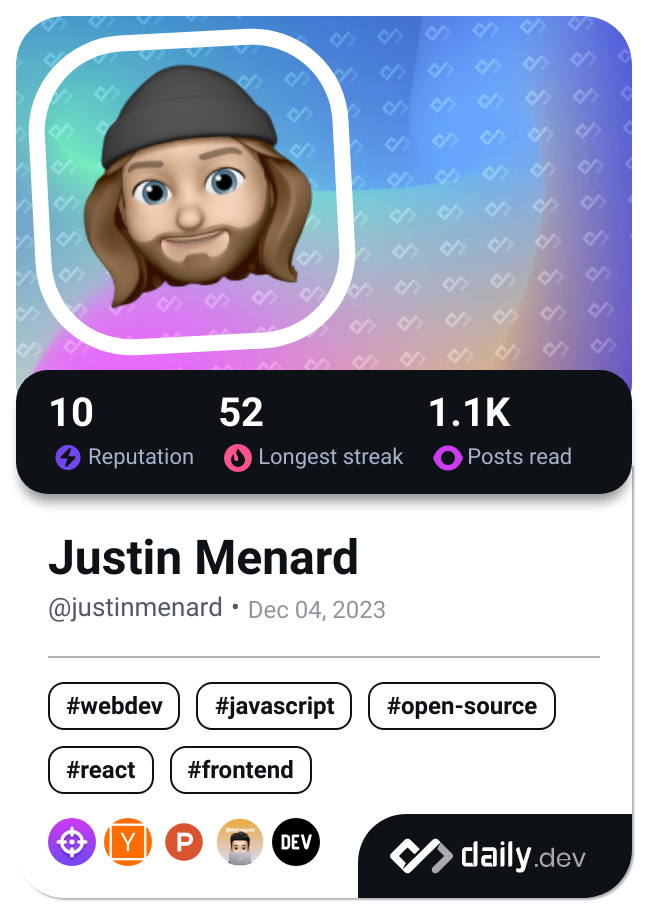 10 52 1.1K
Reputation Longest streak Posts read
Justin Menard
@justinmenard • Dec 04, 2023
#webdev #javascript #open-source
#react #frontend
Y P DEV
daily.dev